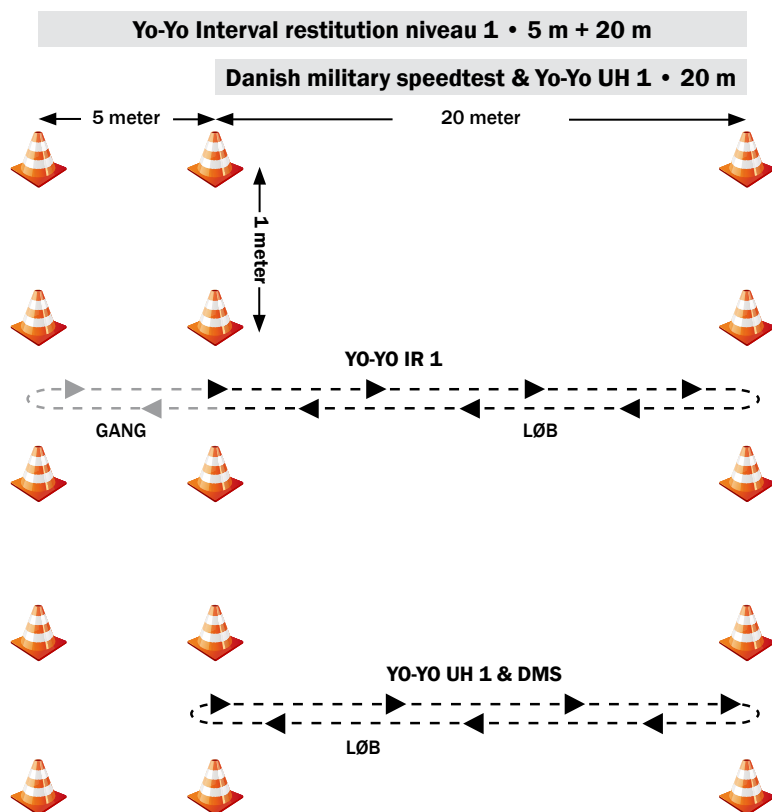 Yo-Yo Interval restitution niveau 1 • 5 m + 20 m
Danish military speedtest & Yo-Yo UH 1 • 20 m
5 meter
20 meter
1 meter
YO-YO IR 1
GANG
LØB
YO-YO UH 1 & DMS
LØB